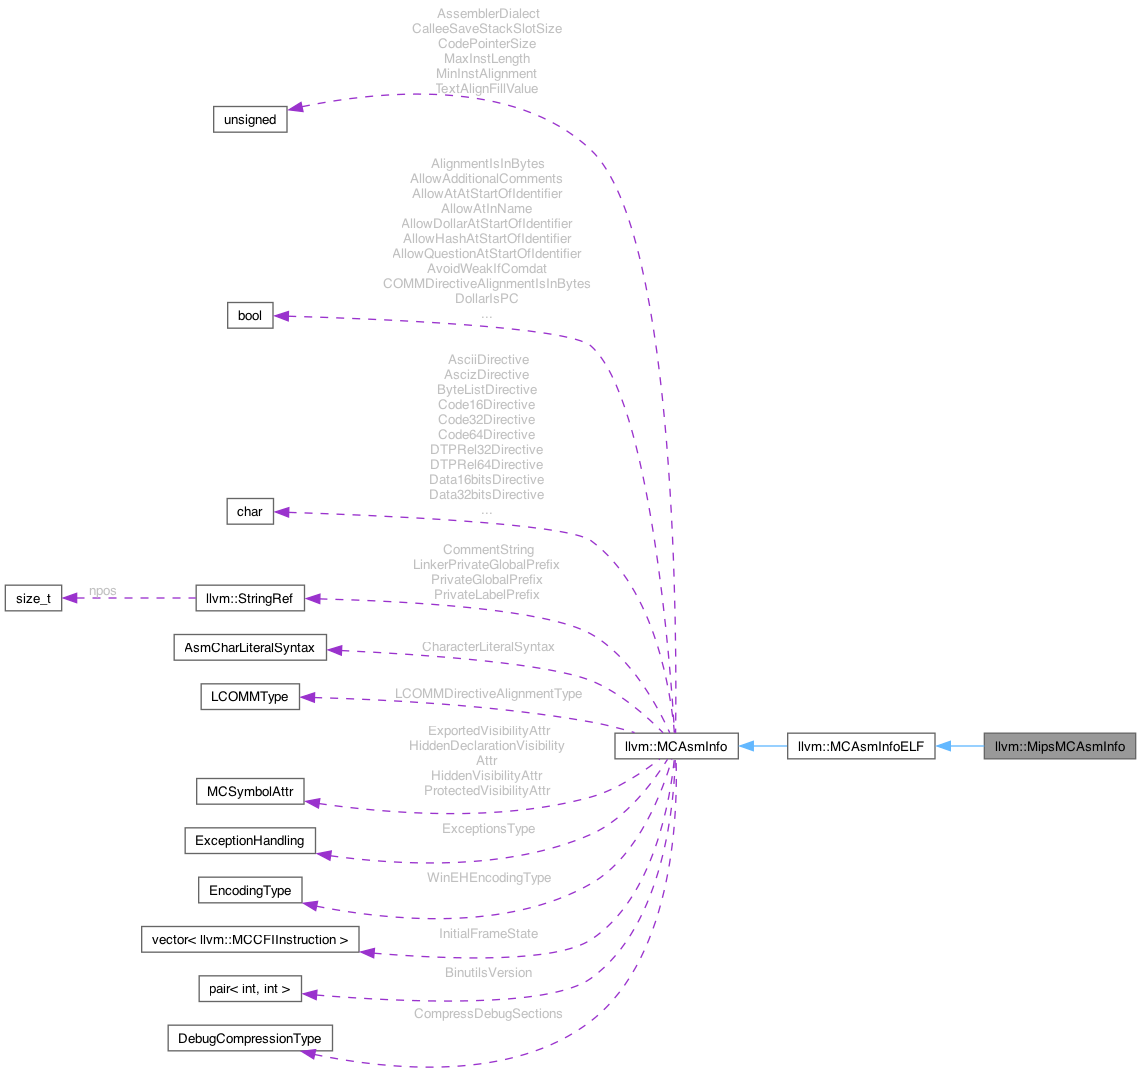 AssemblerDialect
CalleeSaveStackSlotSize
CodePointerSize
MaxInstLength
MinInstAlignment
TextAlignFillValue
unsigned
AlignmentIsInBytes
AllowAdditionalComments
AllowAtAtStartOfIdentifier
AllowAtInName
AllowDollarAtStartOfIdentifier
AllowHashAtStartOfIdentifier
AllowQuestionAtStartOfIdentifier
AvoidWeakIfComdat
COMMDirectiveAlignmentIsInBytes
DollarIsPC
...
bool
AsciiDirective
AscizDirective
ByteListDirective
Code16Directive
Code32Directive
Code64Directive
DTPRel32Directive
DTPRel64Directive
Data16bitsDirective
Data32bitsDirective
...
char
CommentString
LinkerPrivateGlobalPrefix
PrivateGlobalPrefix
PrivateLabelPrefix
size_t
npos
llvm::StringRef
AsmCharLiteralSyntax
CharacterLiteralSyntax
LCOMMType
LCOMMDirectiveAlignmentType
ExportedVisibilityAttr
HiddenDeclarationVisibility
Attr
HiddenVisibilityAttr
ProtectedVisibilityAttr
llvm::MCAsmInfo
llvm::MCAsmInfoELF
llvm::MipsMCAsmInfo
MCSymbolAttr
ExceptionsType
ExceptionHandling
WinEHEncodingType
EncodingType
InitialFrameState
vector< llvm::MCCFIInstruction >
BinutilsVersion
pair< int, int >
CompressDebugSections
DebugCompressionType